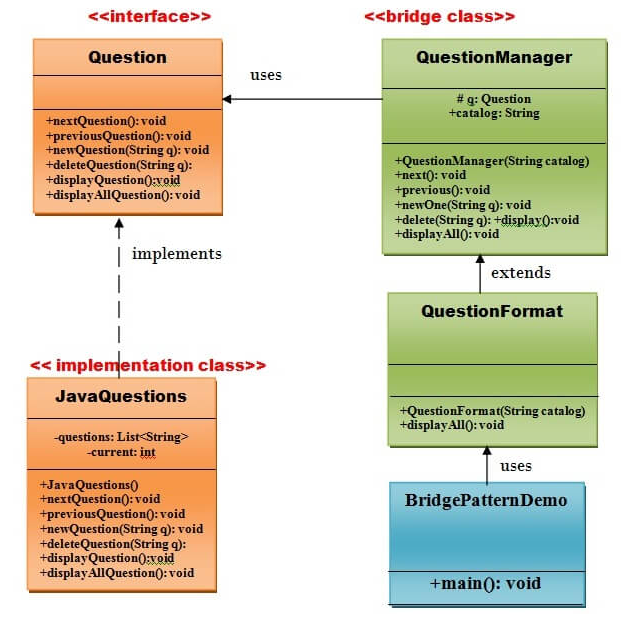 <<interface>>
Question
+nextQuestion(): void
+previousQuestion(): void
+newQuestion(String q): void
+deleteQuestion(String q):
+displayQuestion():void
+displayAllQuestion(): void
uses
<<bridge class>>
QuestionManager
# q: Question
+catalog: String
+QuestionManager(String catalog)
+next(): void
+previous(): void
+newOne(String q): void
+delete(String q): +display():void
+displayAll(): void
implements
extends
<< implementation class>>
JavaQuestions
-questions: List<String>
-current: int
+JavaQuestions()
+nextQuestion(): void
+previousQuestion(): void
+newQuestion(String q): void
+deleteQuestion(String q):
+displayQuestion():void
+displayAllQuestion(): void
QuestionFormat
+QuestionFormat(String catalog)
+displayAll(): void
uses
BridgePatternDemo
+main(): void